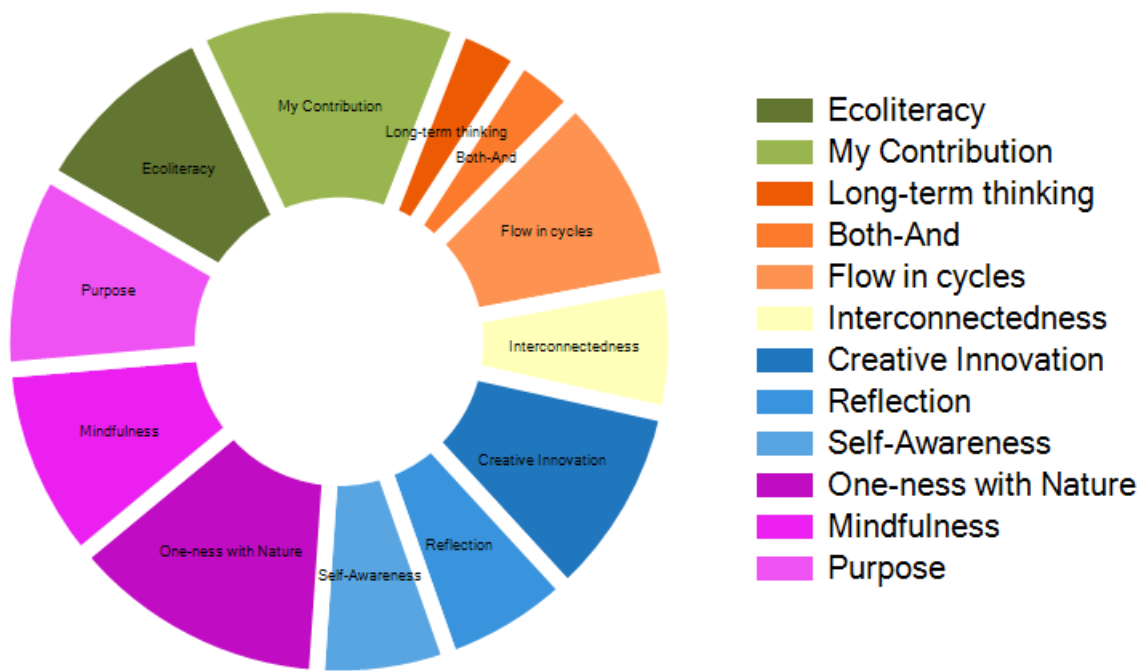 My Contribution
Long-term thinking
Both-And
Ecoliteracy
Flow in cycles
Purpose
Interconnectedness
Mindfulness
Creative Innovation
One-ness with Nature
Reflection
Self-Awareness
Ecoliteracy
My Contribution
Long-term thinking
Both-And
Flow in cycles
Interconnectedness
Creative Innovation
Reflection
Self-Awareness
One-ness with Nature
Mindfulness
Purpose